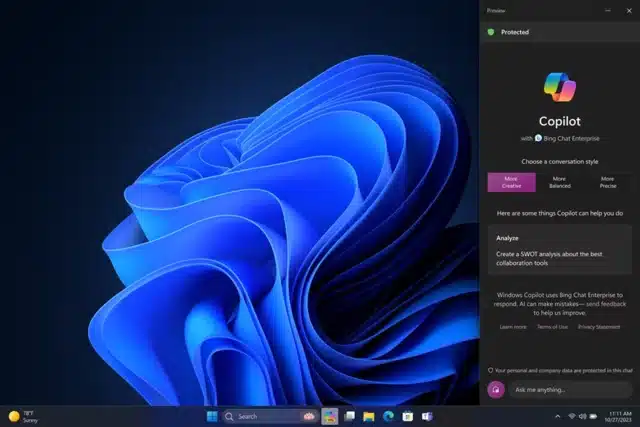 Preview
Protected
Copilot
with Bing Chat Enterprise
Choose a conversation style
More
Creative
More
Balanced
More
Precise
Here are some things Copilot can help you do
Analyze
Create a SWOT analysis about the best
collaboration tools
Windows Copilot uses Bing Chat Enterprise to
respond. AI can make mistakes— send feedback
to help us improve.
Learn more Terms of Use Privacy Statement
Your personal and company data are protected in this chat
Ask me anything...
78°F
Sunny
Search
11:11 AM
10/27/2023